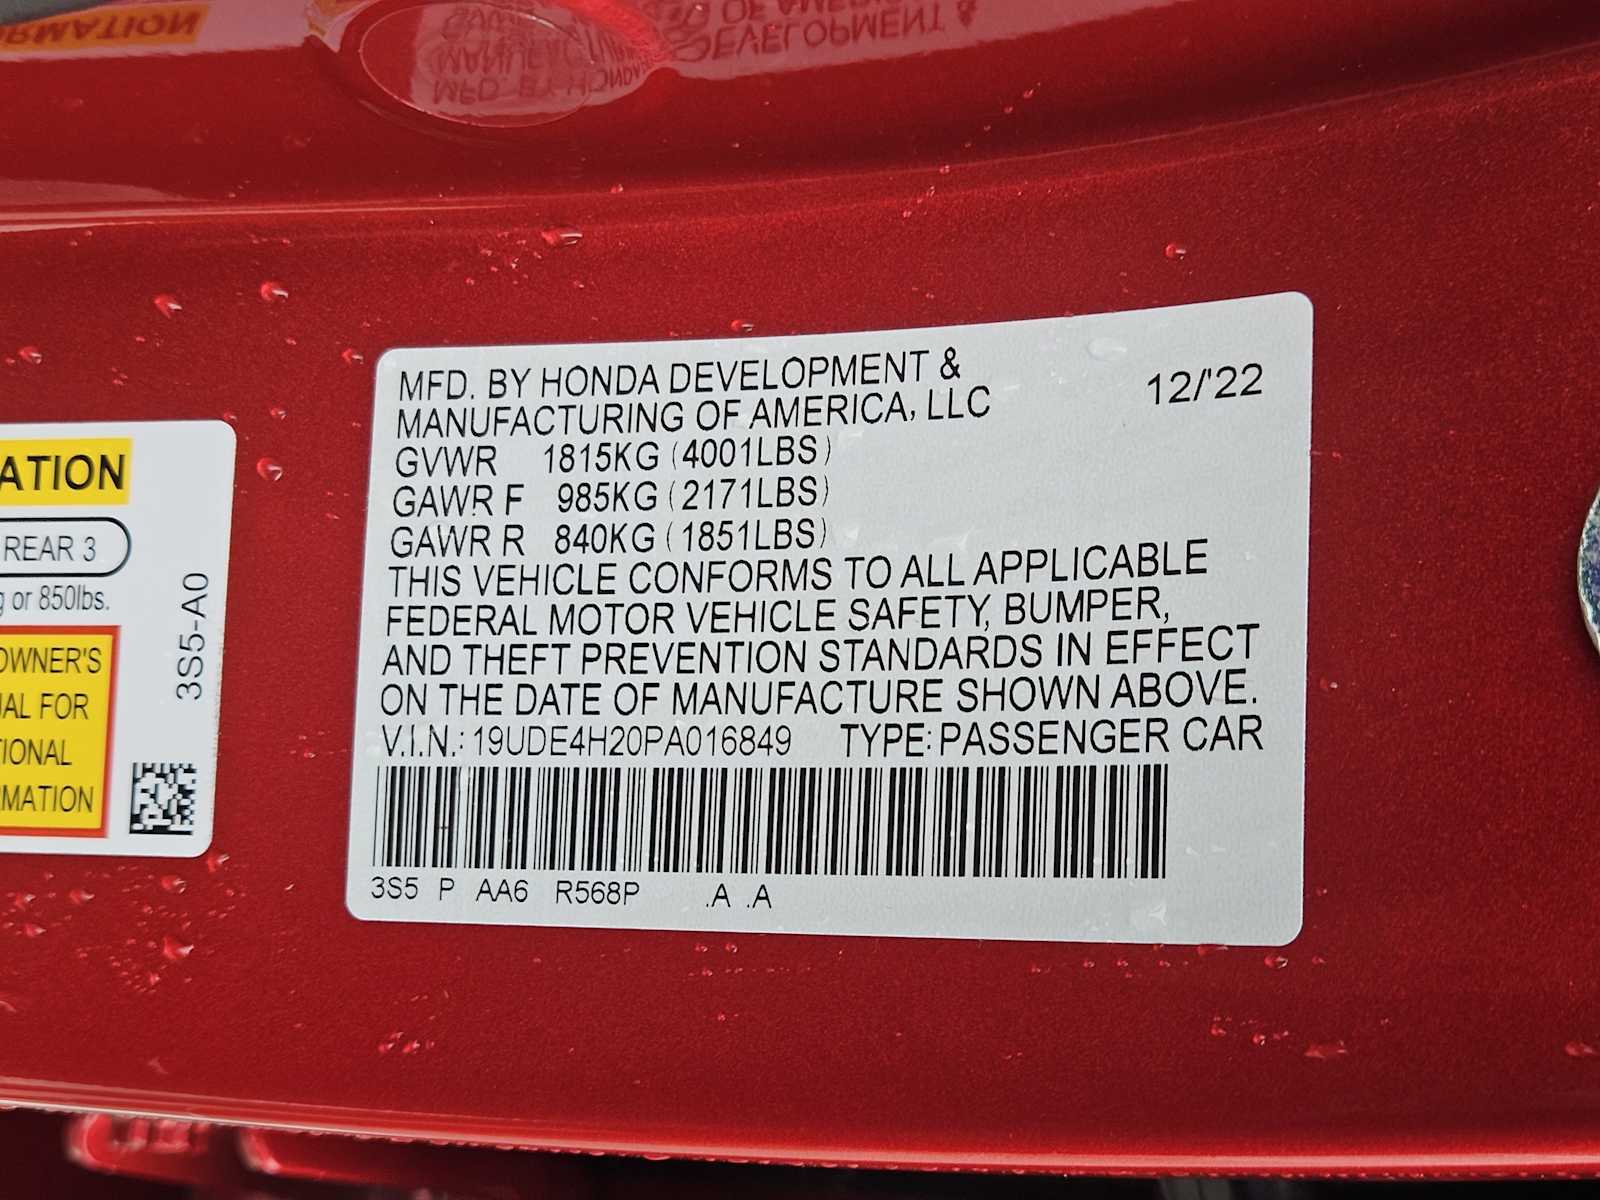 ATION
REAR 3
g or 850lbs.
OWNER'S
FOR
3S5-A0
MFD. BY HONDA DEVELOPMENT &
MANUFACTURING OF AMERICA, LLC
12/'22
GVWR 1815KG (4001LBS)
GAWR F 985KG (2171LBS)
GAWR R 840KG (1851LBS)
THIS VEHICLE CONFORMS TO ALL APPLICABLE
FEDERAL MOTOR VEHICLE SAFETY, BUMPER,
AND THEFT PREVENTION STANDARDS IN EFFECT
ON THE DATE OF MANUFACTURE SHOWN ABOVE.
V.I.N.: 19UDE4H20PA016849 TYPE: PASSENGER CAR
3S5 P AA6 R568P .A .A